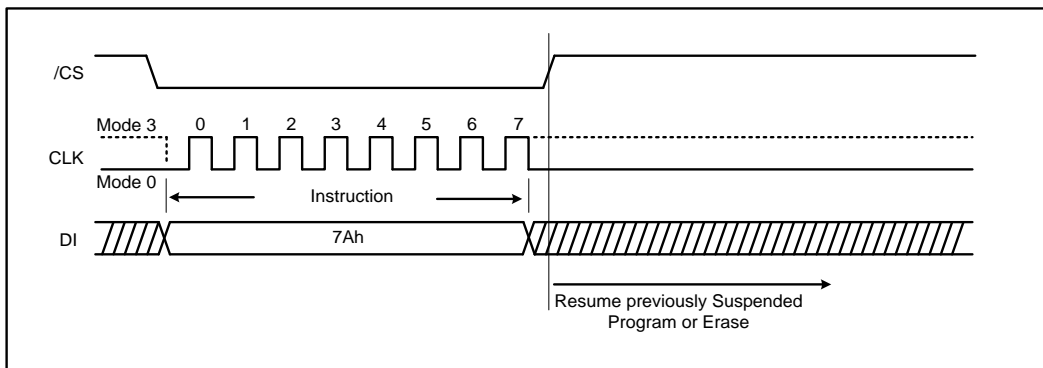 /CS
Mode 3
0 1 2 3 4 5 6 7
CLK
Mode 0
Instruction
DI
7Ah
Resume previously Suspended
Program or Erase